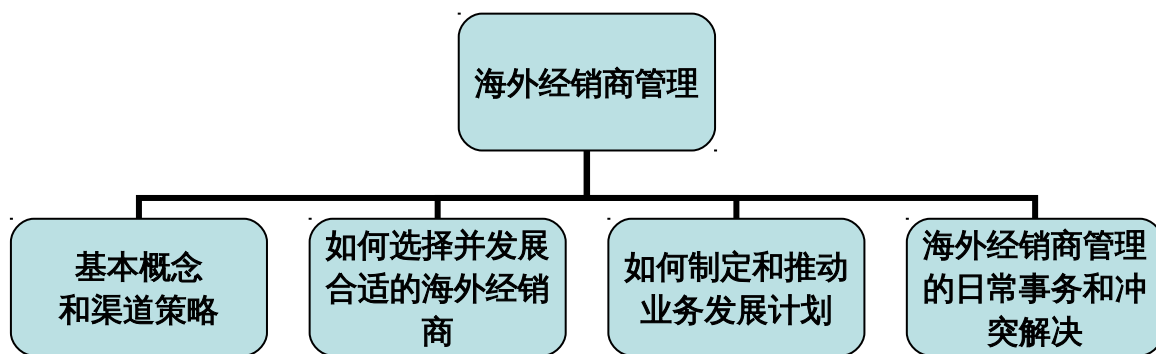 海外经销商管理
基本概念
和渠道策略
如何选择并发展
合适的海外经销
商
如何制定和推动
业务发展计划
海外经销商管理
的日常事务和冲
突解决